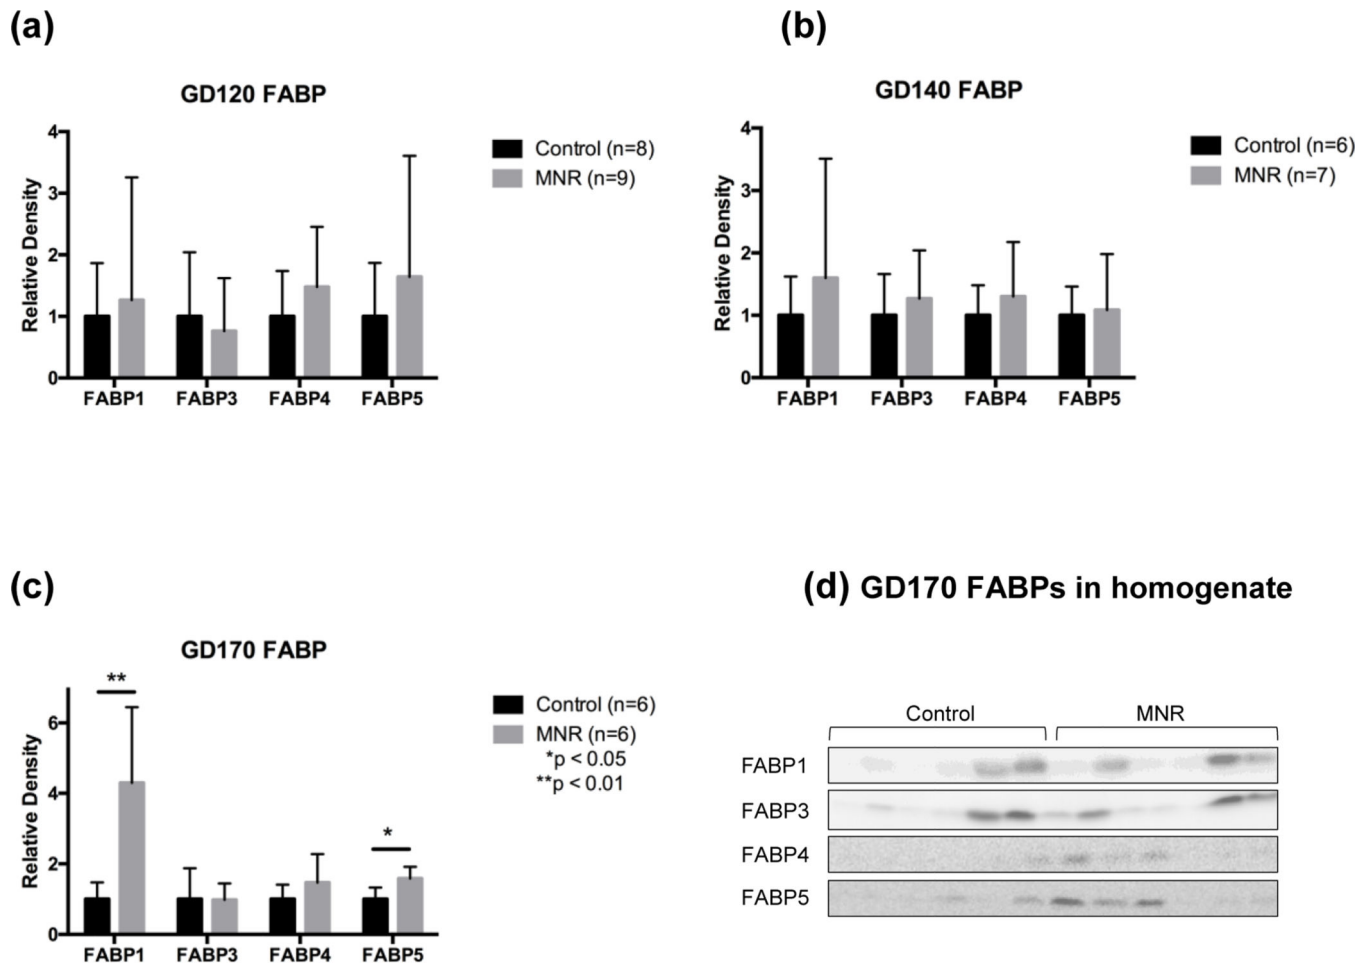 (a)
GD120 FABP
4
3
2
1
0
Relative Density
FABP1 FABP3 FABP4 FABP5
Control (n=8)
MNR (n=9)
(b)
GD140 FABP
4
3
2
1
0
Relative Density
FABP1 FABP3 FABP4 FABP5
Control (n=6)
MNR (n=7)
(c)
GD170 FABP
**
*
6
4
2
0
Relative Density
FABP1 FABP3 FABP4 FABP5
Control (n=6)
MNR (n=6)
*p < 0.05
**p < 0.01
(d) GD170 FABPs in homogenate
Control MNR
FABP1
FABP3
FABP4
FABP5